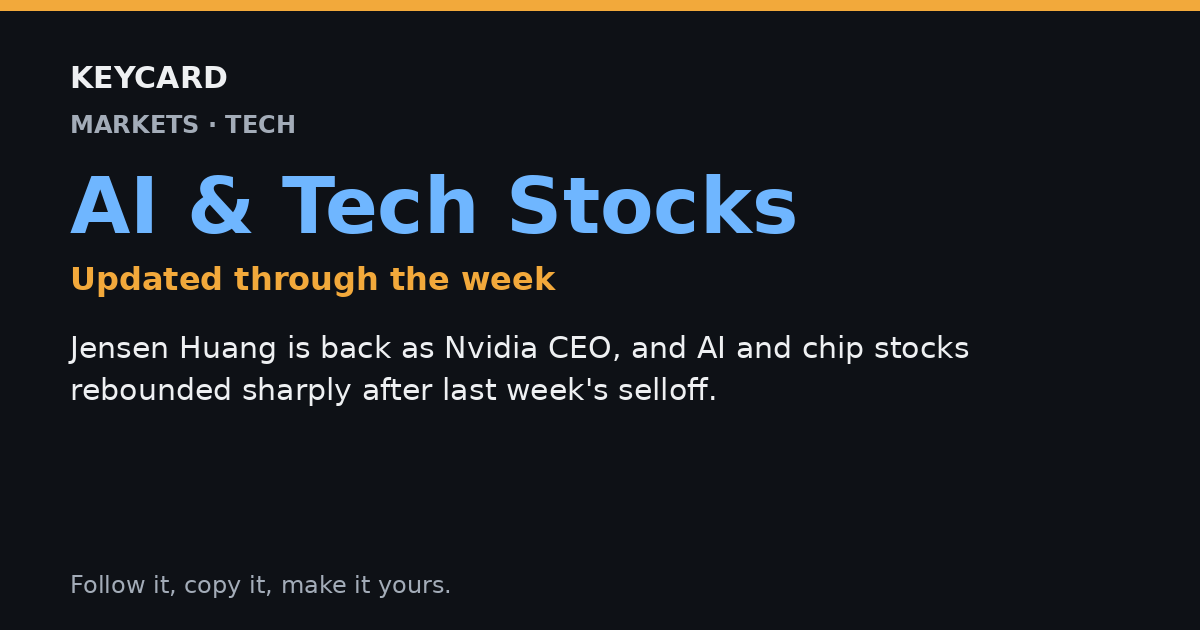 KEYCARD
MARKETS · TECH
AI & Tech Stocks
Updated through the week
Jensen Huang is back as Nvidia CEO, and AI and chip stocks
rebounded sharply after last week's selloff.
Follow it, copy it, make it yours.